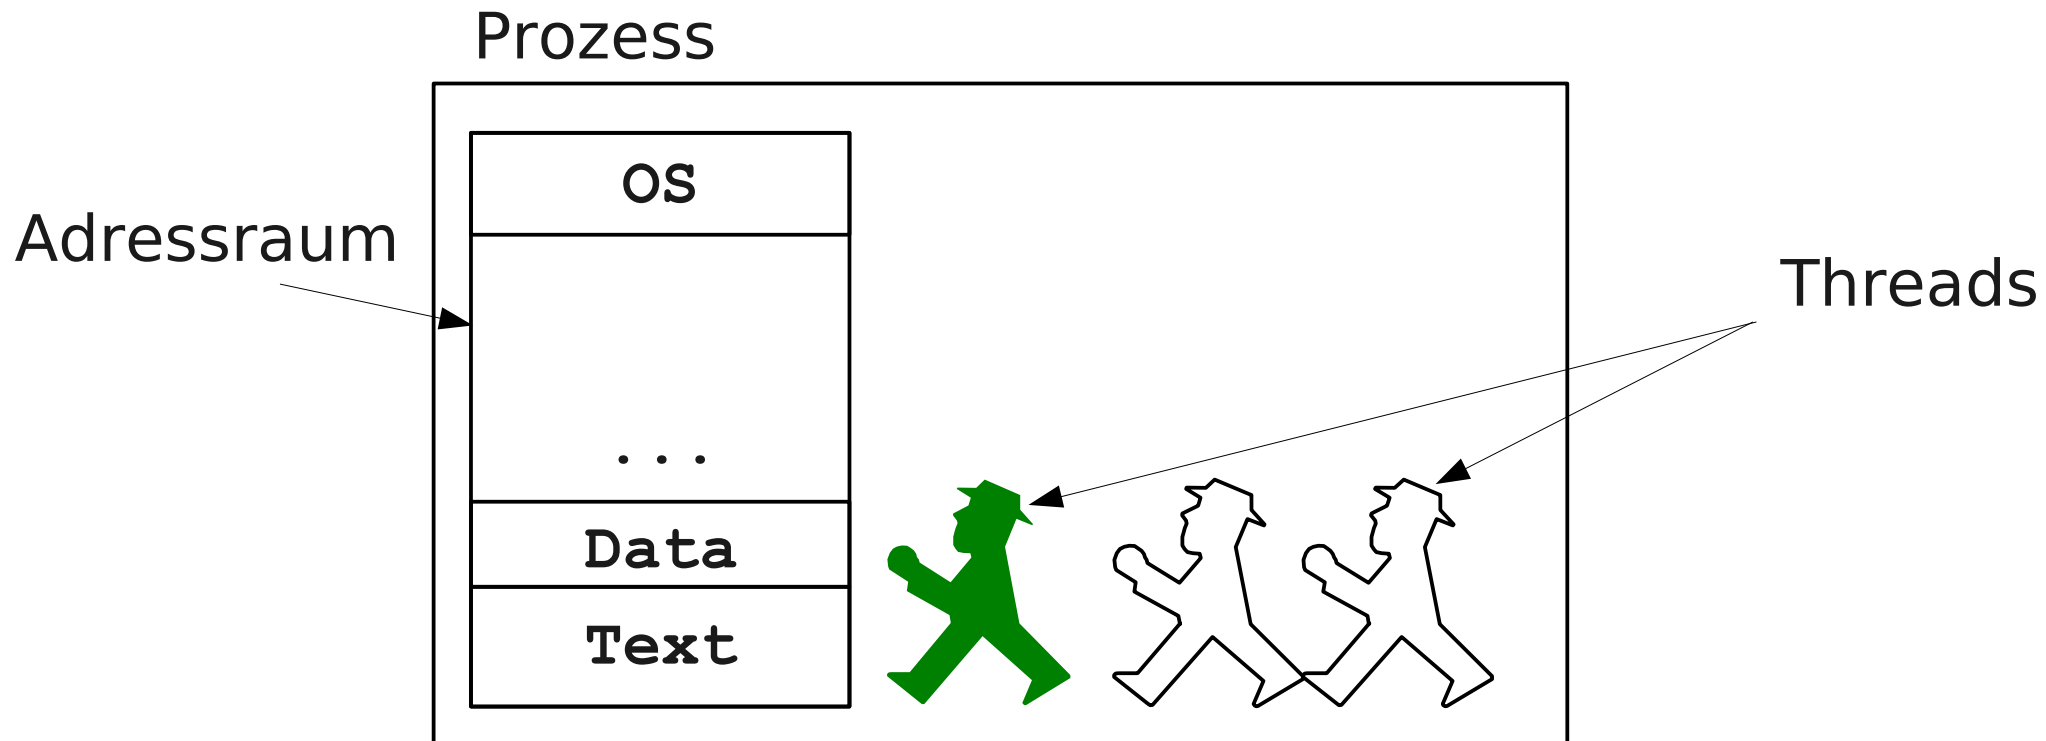 Prozess
OS
Adressraum
Threads
...
Data
Text